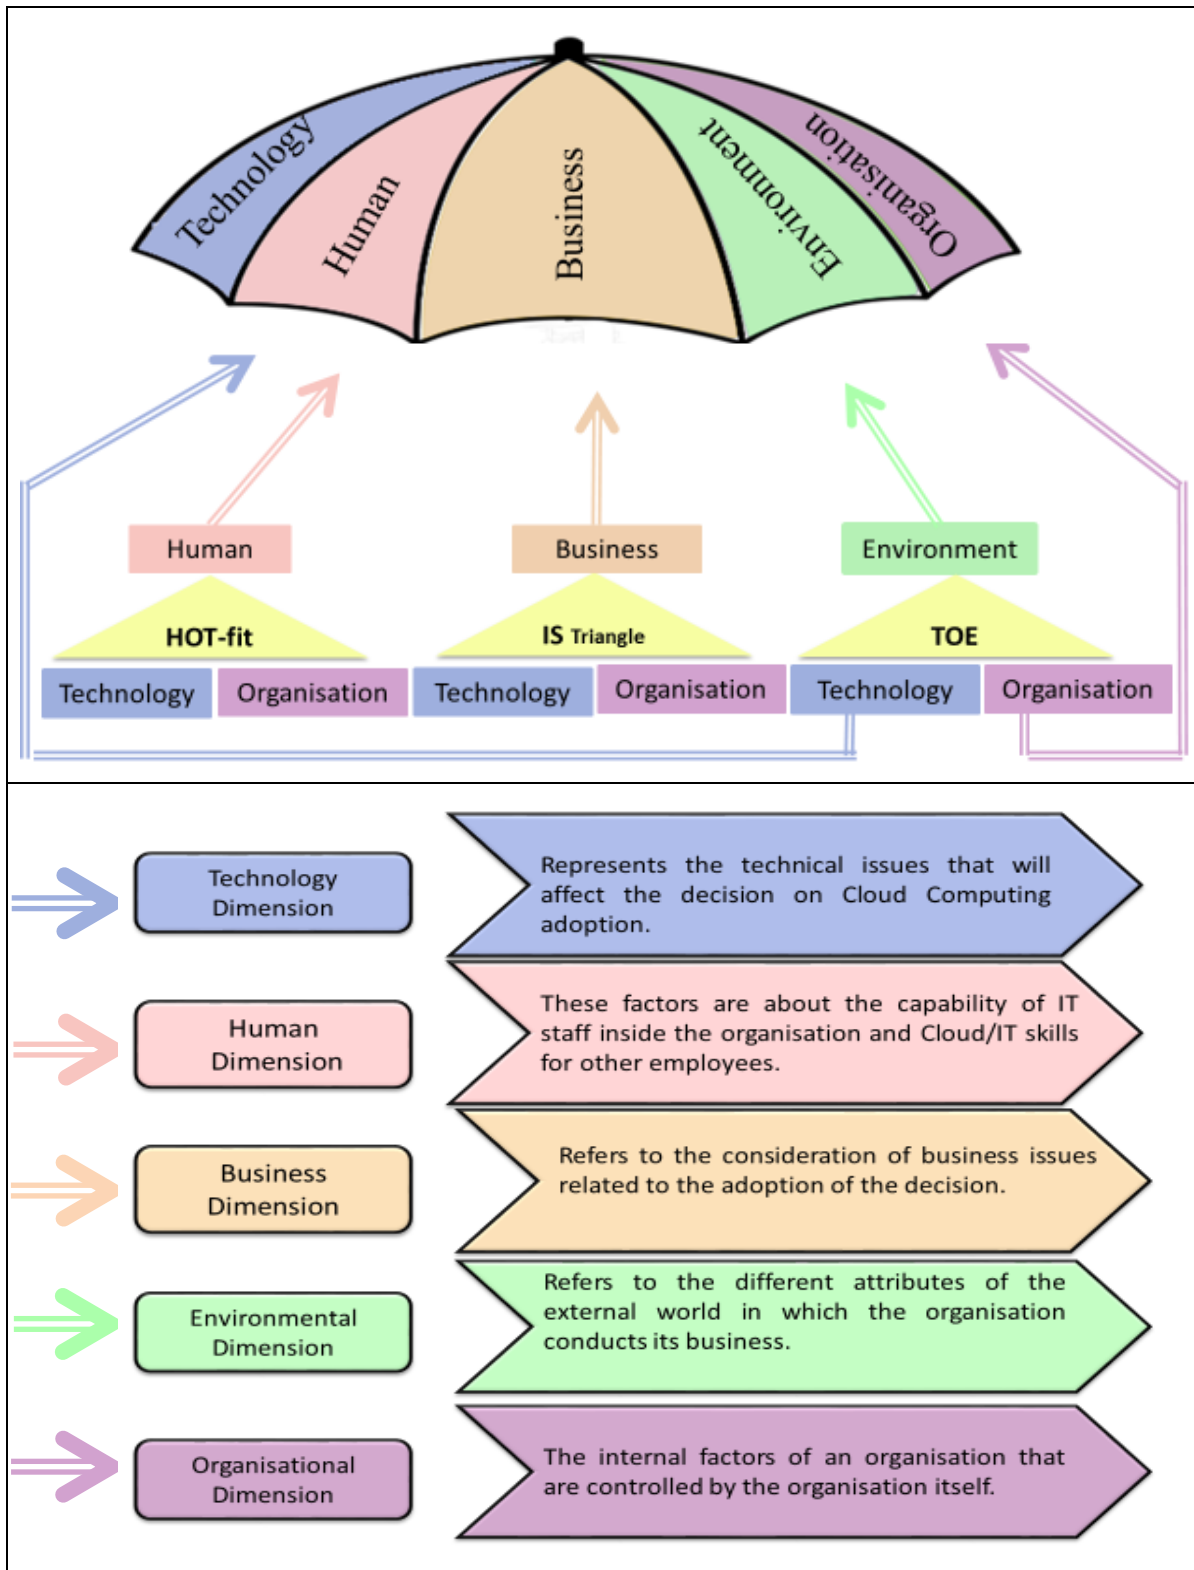 Technology
Human
Business
Environment
Organisation
Human
Business
Environment
HOT-fit
IS Triangle
TOE
Technology
Organisation
Technology
Organisation
Technology
Organisation
Technology
Dimension
Represents the technical issues that will
affect the decision on Cloud Computing
adoption.
Human
Dimension
These factors are about the capability of IT
staff inside the organisation and Cloud/IT skills
for other employees.
Business
Dimension
Refers to the consideration of business issues
related to the adoption of the decision.
Environmental
Dimension
Refers to the different attributes of the
external world in which the organisation
conducts its business.
Organisational
Dimension
The internal factors of an organisation that
are controlled by the organisation itself.